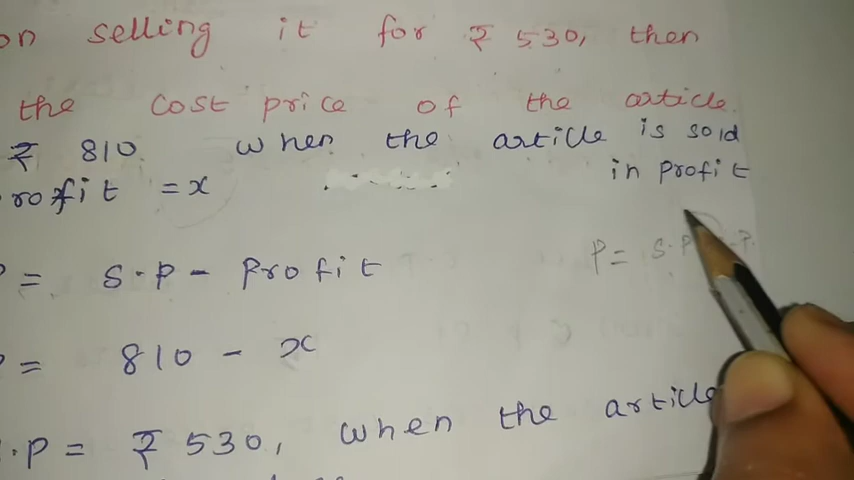 on selling it for ₹ 530, then
the cost price of the article.
₹ 810. when the article is sold
in profit
rofit = x
P = S.P
= S.P - Profit
= 810 - x
.P = ₹ 530, when the article